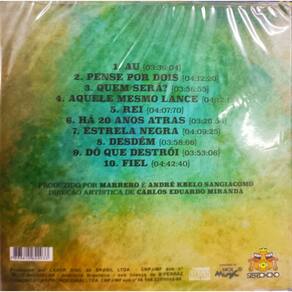 1. AU (03:36:04)
2. PENSE POR DOIS (04:12:20)
3. QUEM SERÁ? (03:56:55)
4. AQUELE MESMO LANCE
5. REI (04:07:70)
6. HÁ 20 ANOS ATRAS
7. ESTRELA NEGRA (04:09:25)
8. DESDÉM (03:58:66)
9. DÓ QUE DESTRÓI (03:53:06)
10. FIEL (04:42:40)
PRODUZIDO POR MARRERO E ANDRÉ KBELO SANGIACOMO
DIREÇÃO ARTÍSTICA DE CARLOS EDUARDO MIRANDA